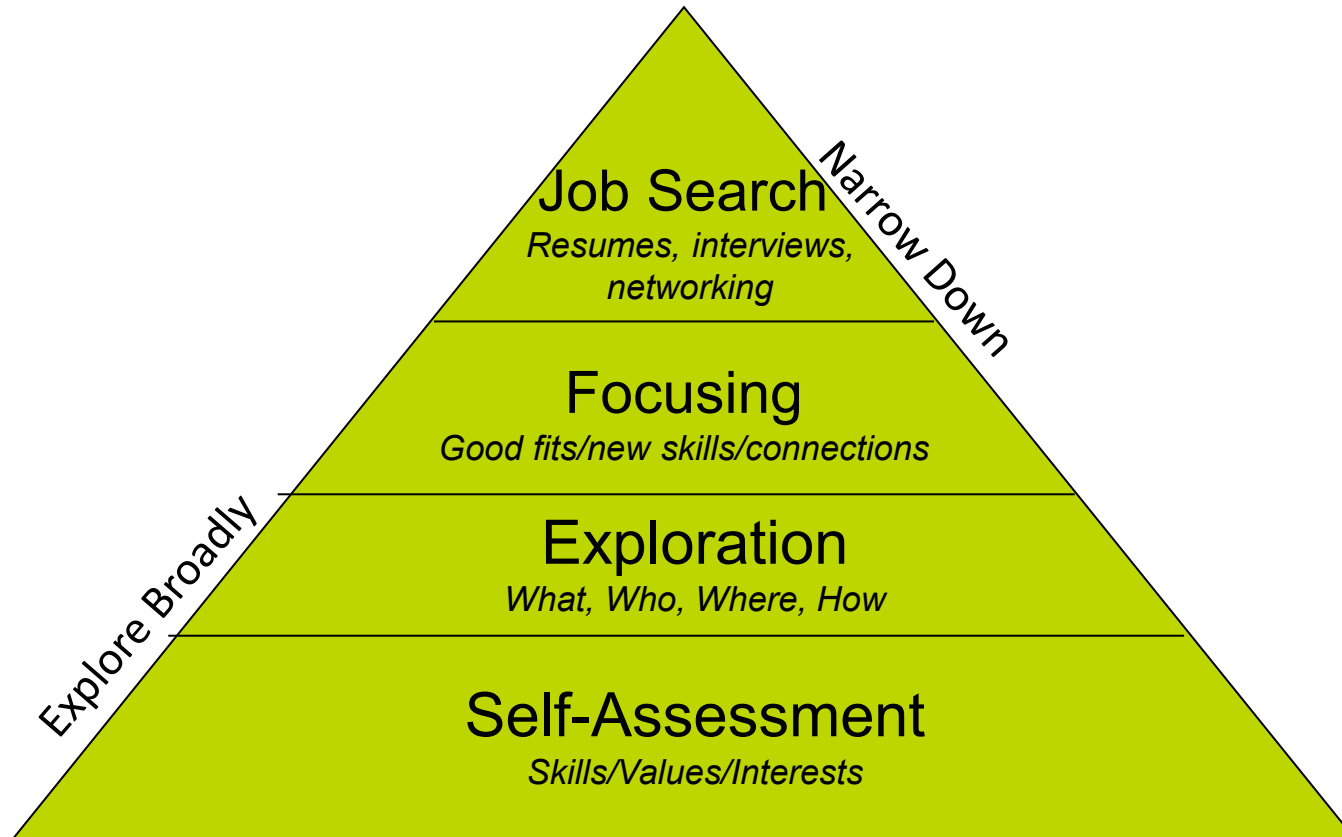 Job Search
Resumes, interviews,
networking
Narrow Down
Focusing
Good fits/new skills/connections
Explore Broadly
Exploration
What, Who, Where, How
Self-Assessment
Skills/Values/Interests